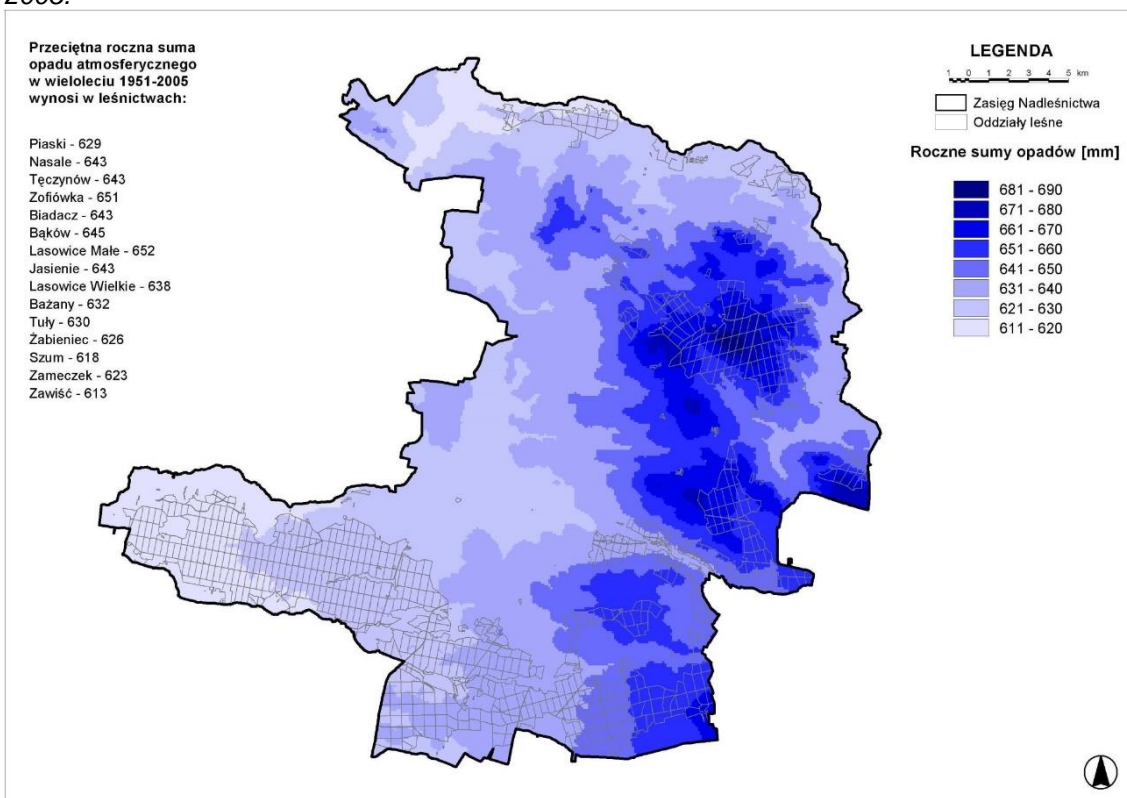 2005.
Przeciętna roczna suma
opadu atmosferycznego
w wieloleciu 1951-2005
wynosi w leśnictwach:
Piaski - 629
Nasale - 643
Tęczynów - 643
Zofiówka - 651
Biadacz - 643
Bąków - 645
Lasowice Małe - 652
Jasienie - 643
Lasowice Wielkie - 638
Bażany - 632
Tuły - 630
Żabieniec - 626
Szum - 618
Zameczek - 623
Zawiść - 613
LEGENDA
1 0 1 2 3 4 5 km
Zasięg Nadleśnictwa
Oddziały leśne
Roczne sumy opadów [mm]
681 - 690
671 - 680
661 - 670
651 - 660
641 - 650
631 - 640
621 - 630
611 - 620